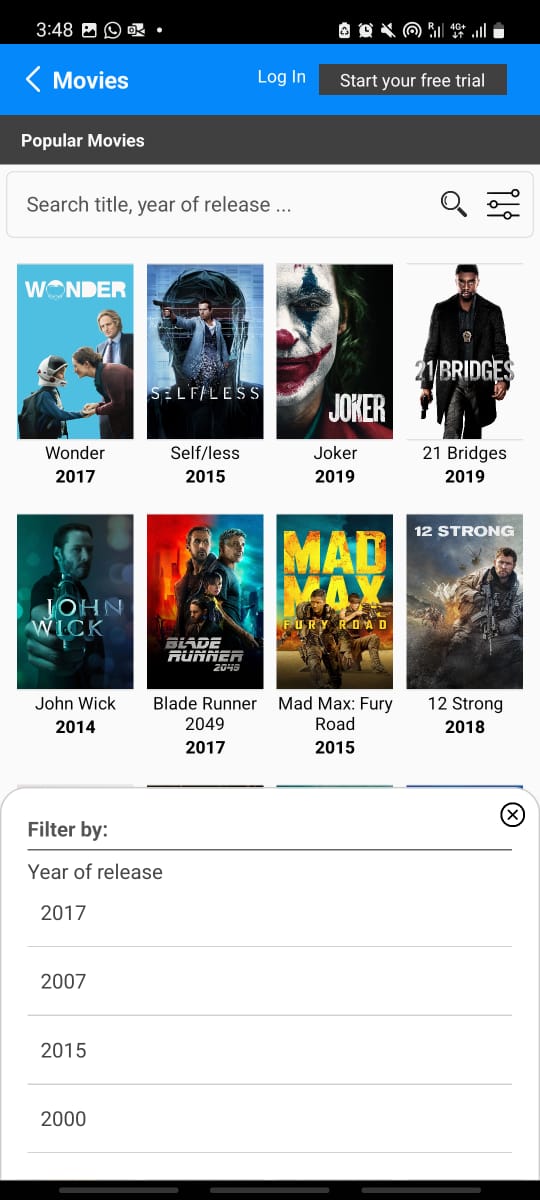 3:48
R
4G+
Movies
Log In
Start your free trial
Popular Movies
Search title, year of release ...
WONDER
SELF/LESS
JOKER
21 BRIDGES
Wonder
2017
Self/less
2015
Joker
2019
21 Bridges
2019
JOHN
WICK
BLADE
RUNNER
2049
MAD
MAX
FURY ROAD
12 STRONG
John Wick
2014
Blade Runner
2049
2017
Mad Max: Fury
Road
2015
12 Strong
2018
Filter by:
Year of release
2017
2007
2015
2000